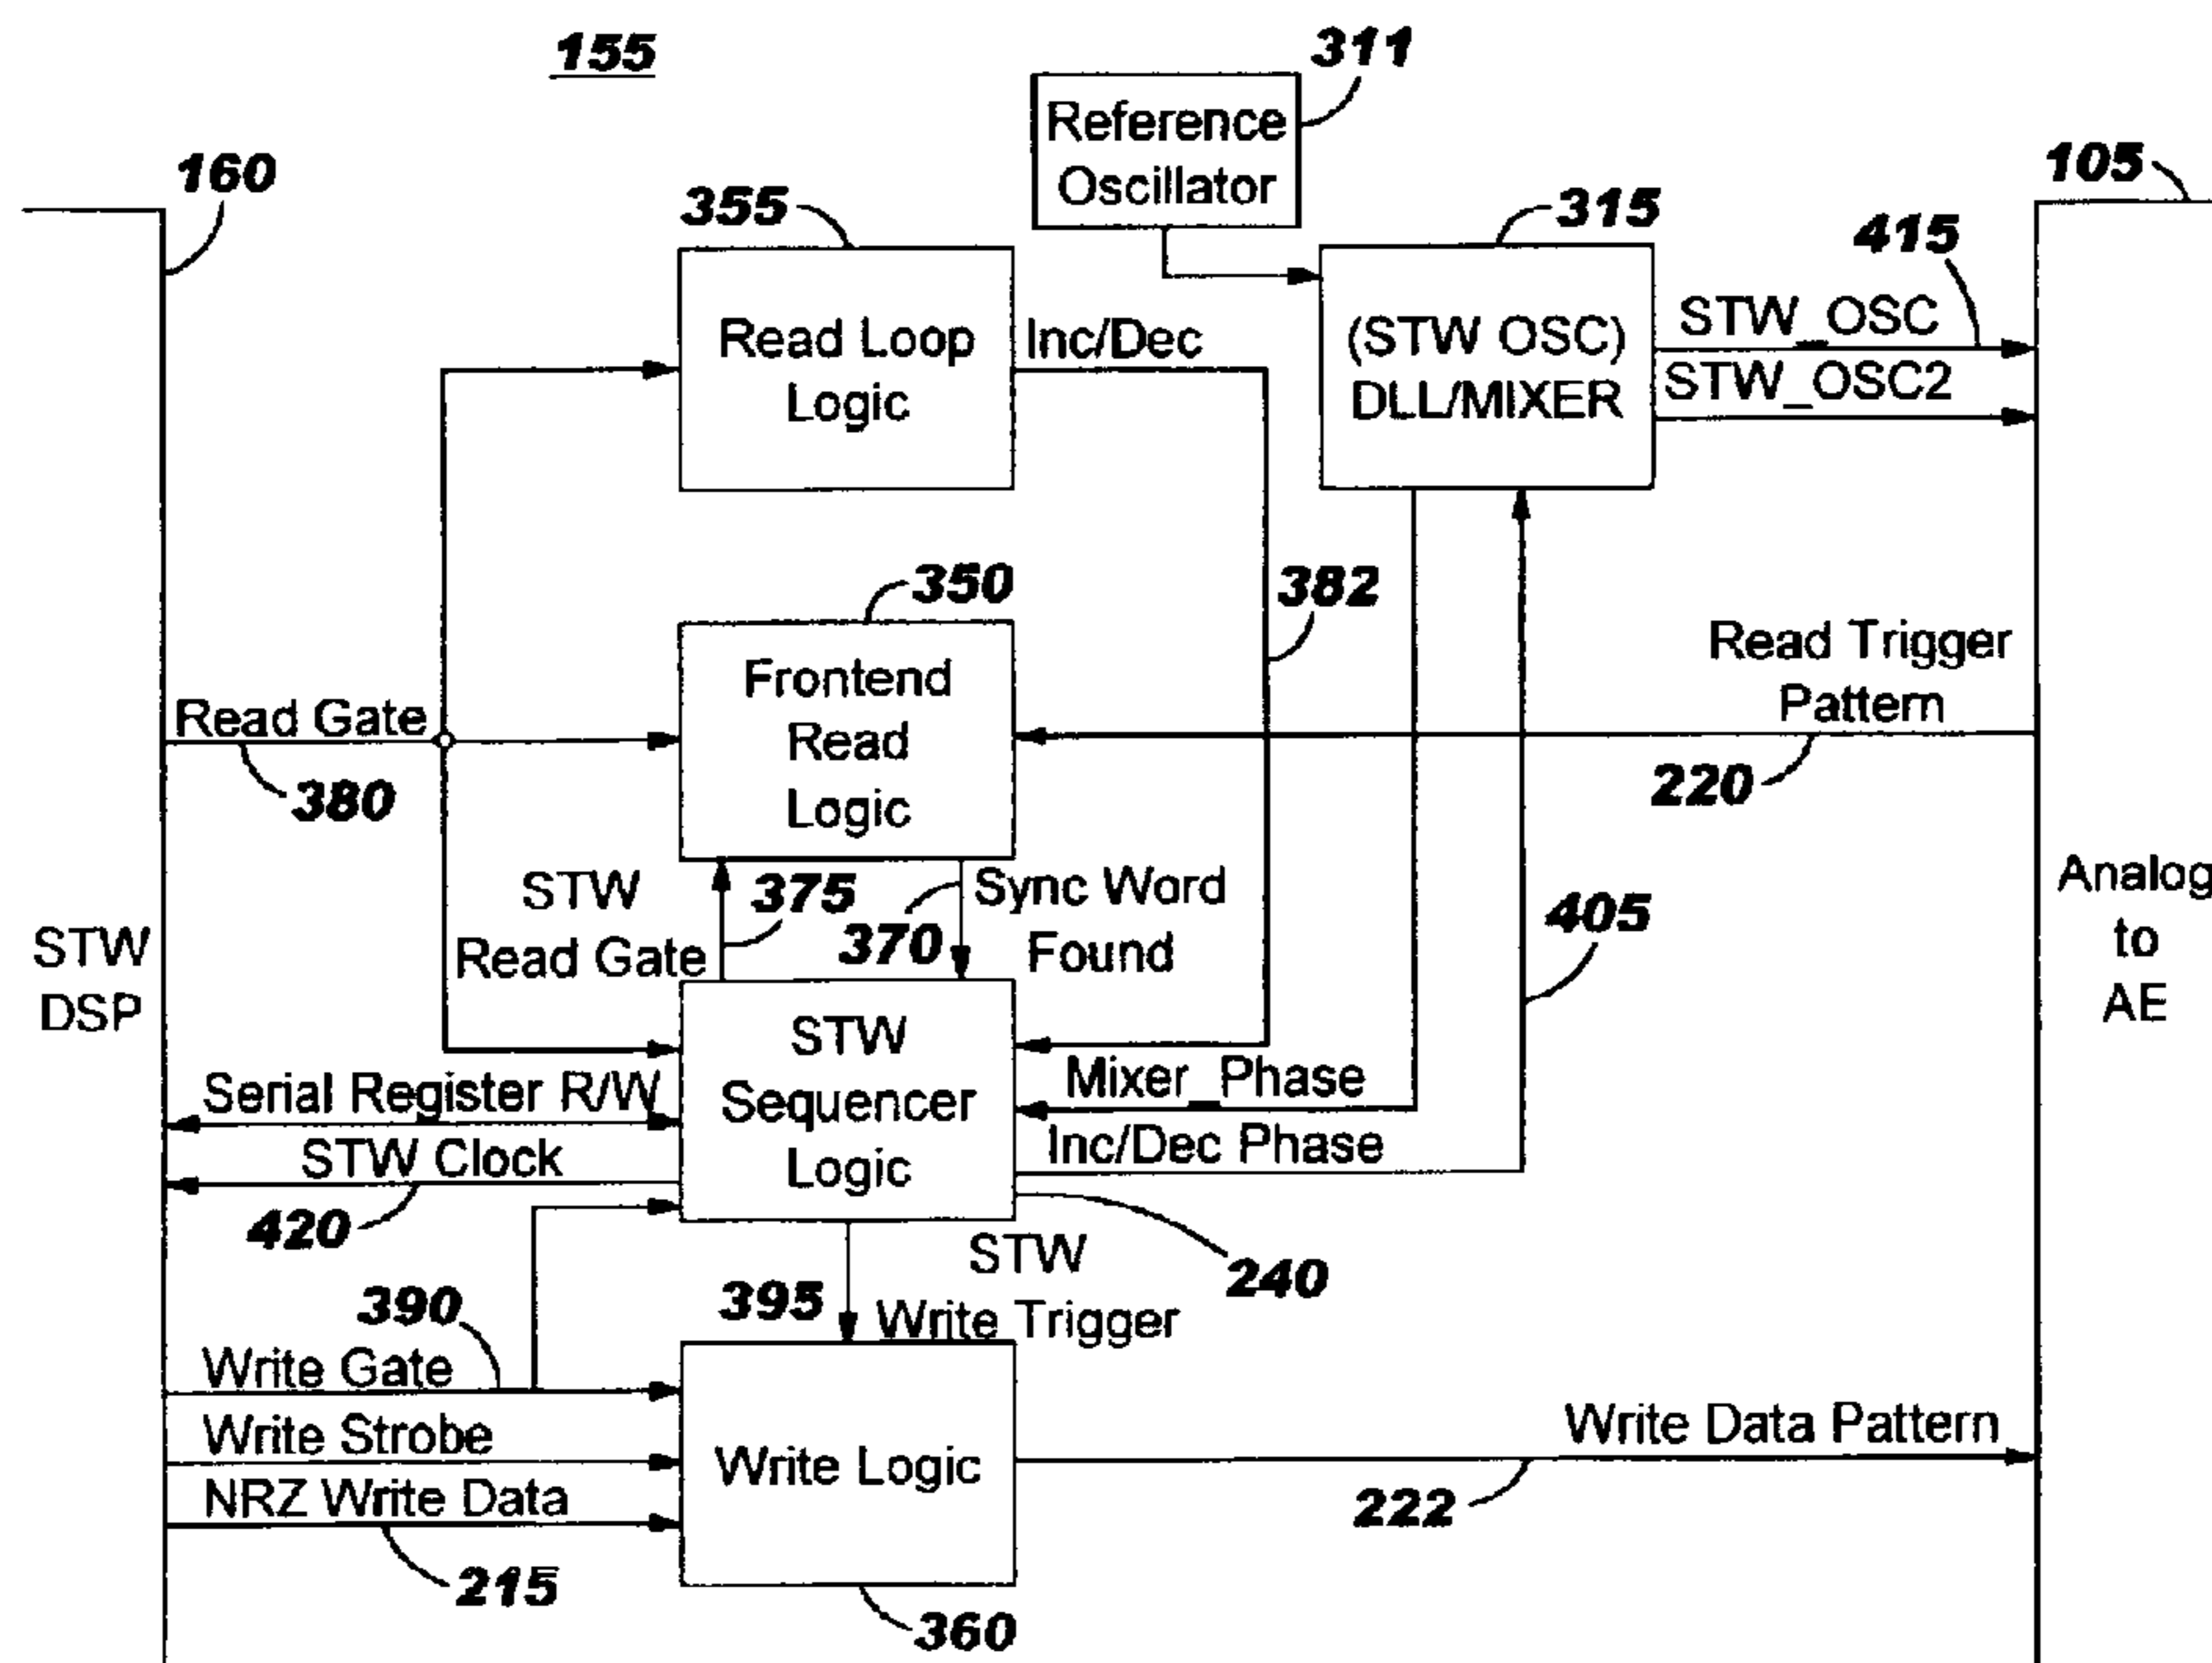 155
311
Reference
Oscillator
160
105
355
315
415
Read Loop
Logic
Inc/Dec
(STW OSC)
DLL/MIXER
STW_OSC
STW_OSC2
350
382
Frontend
Read
Logic
Read Trigger
Pattern
Read Gate
380
220
STW
Read Gate
375
370
Sync Word
Found
405
STW
DSP
Analog
to
AE
STW
Sequencer
Logic
Serial Register R/W
STW Clock
420
Mixer_Phase
Inc/Dec Phase
240
390
395
STW
Write Trigger
Write Gate
Write Strobe
NRZ Write Data
215
Write Logic
Write Data Pattern
222
360